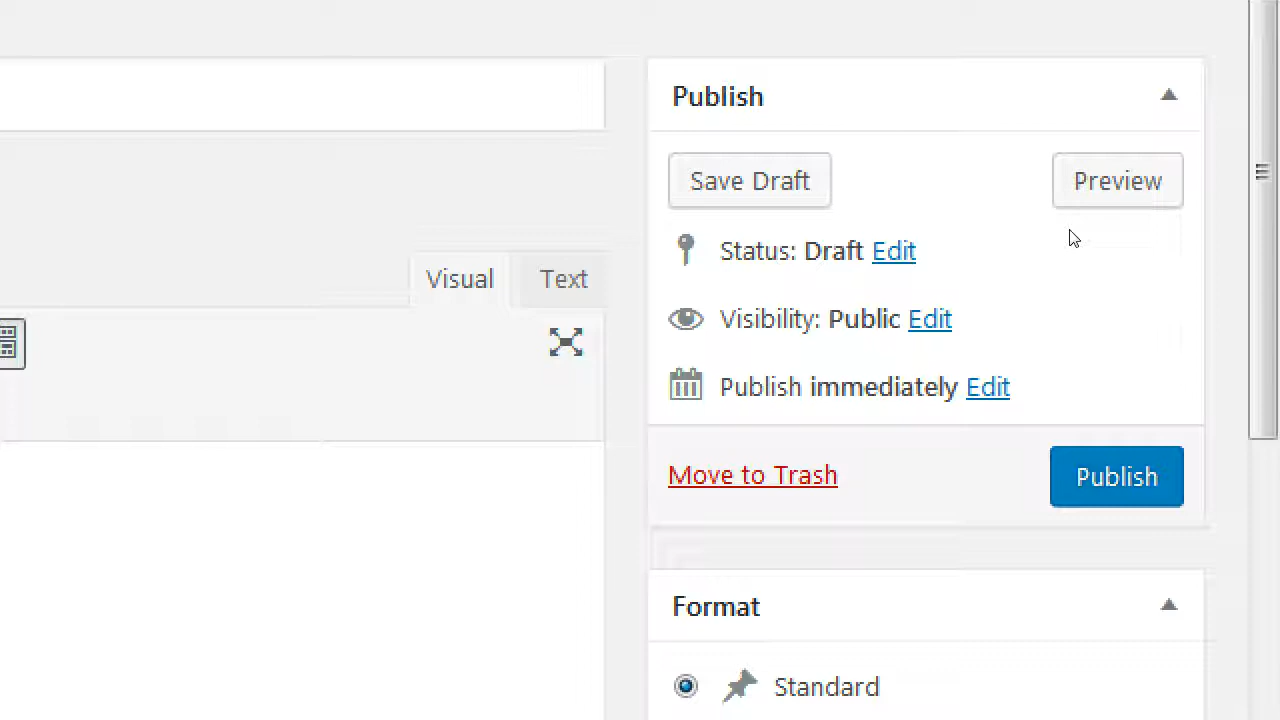 Publish
Save Draft
Preview
Status: Draft Edit
Visual
Text
Visibility: Public Edit
Publish immediately Edit
Move to Trash
Publish
Format
Standard